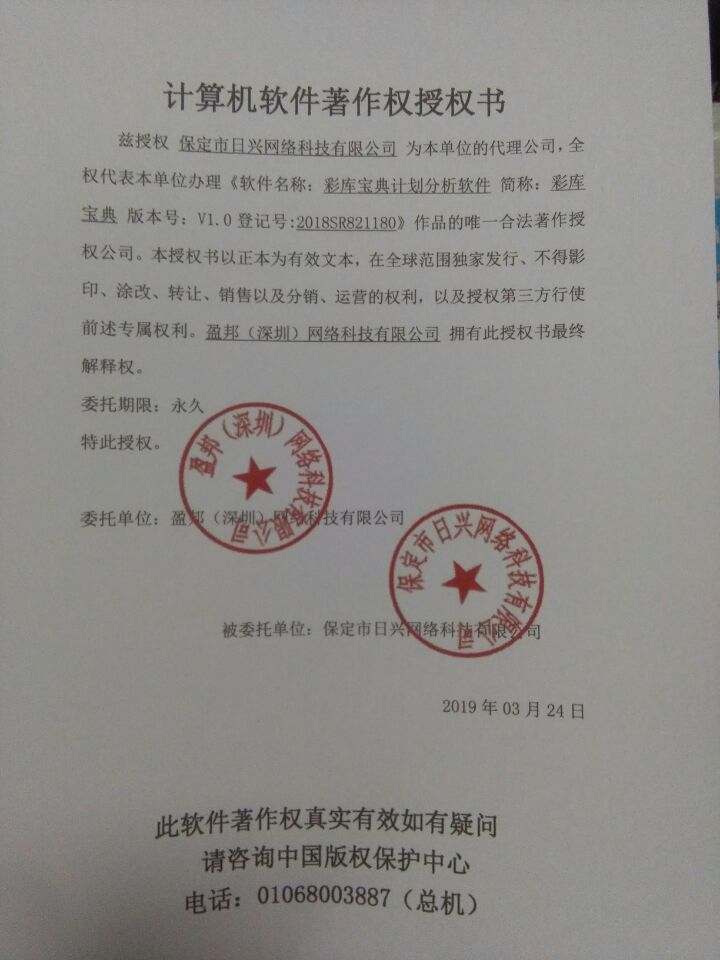 计算机软件著作权授权书
兹授权 保定市日兴网络科技有限公司 为本单位的代理公司,全
权代表本单位办理《软件名称：彩库宝典计划分析软件 简称：彩库
宝典 版本号：V1.0 登记号:2018SR821180》作品的唯一合法著作授
权公司。本授权书以正本为有效文本，在全球范围独家发行、不得影
印、涂改、转让、销售以及分销、运营的权利，以及授权第三方行使
前述专属权利。盈邦（深圳）网络科技有限公司 拥有此授权书最终
解释权。
委托期限：永久
特此授权。
盈邦（深圳）网络科技有限公司
委托单位：盈邦（深圳）网络科技有限公司
保定市日兴网络科技有限公司
被委托单位：保定市日兴网络科技有限公司
2019 年 03 月 24 日
此软件著作权真实有效如有疑问
请咨询中国版权保护中心
电话：01068003887（总机）